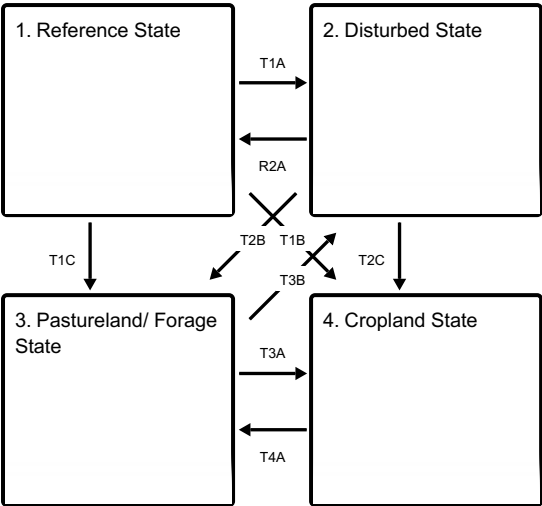 1. Reference State
2. Disturbed State
T1A
R2A
T2B
T1B
T1C
T2C
T3B
3. Pastureland/ Forage
State
4. Cropland State
T3A
T4A